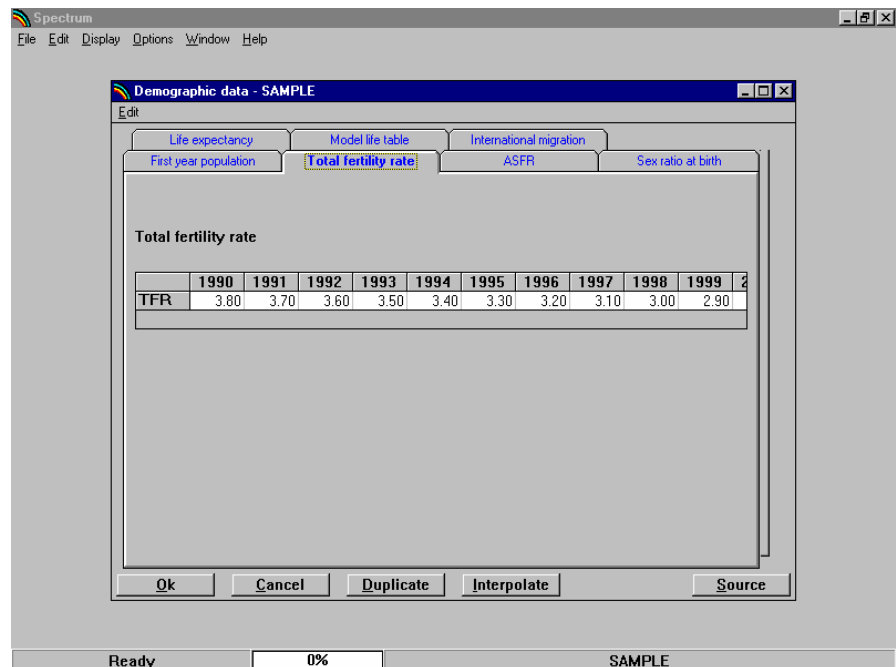 Spectrum
File Edit Display Options Window Help
Demographic data - SAMPLE
Edit
Life expectancy Model life table International migration
First year population Total fertility rate ASFR Sex ratio at birth
Total fertility rate
1990 1991 1992 1993 1994 1995 1996 1997 1998 1999 2
TFR 3.80 3.70 3.60 3.50 3.40 3.30 3.20 3.10 3.00 2.90
Ok Cancel Duplicate Interpolate Source
Ready 0% SAMPLE